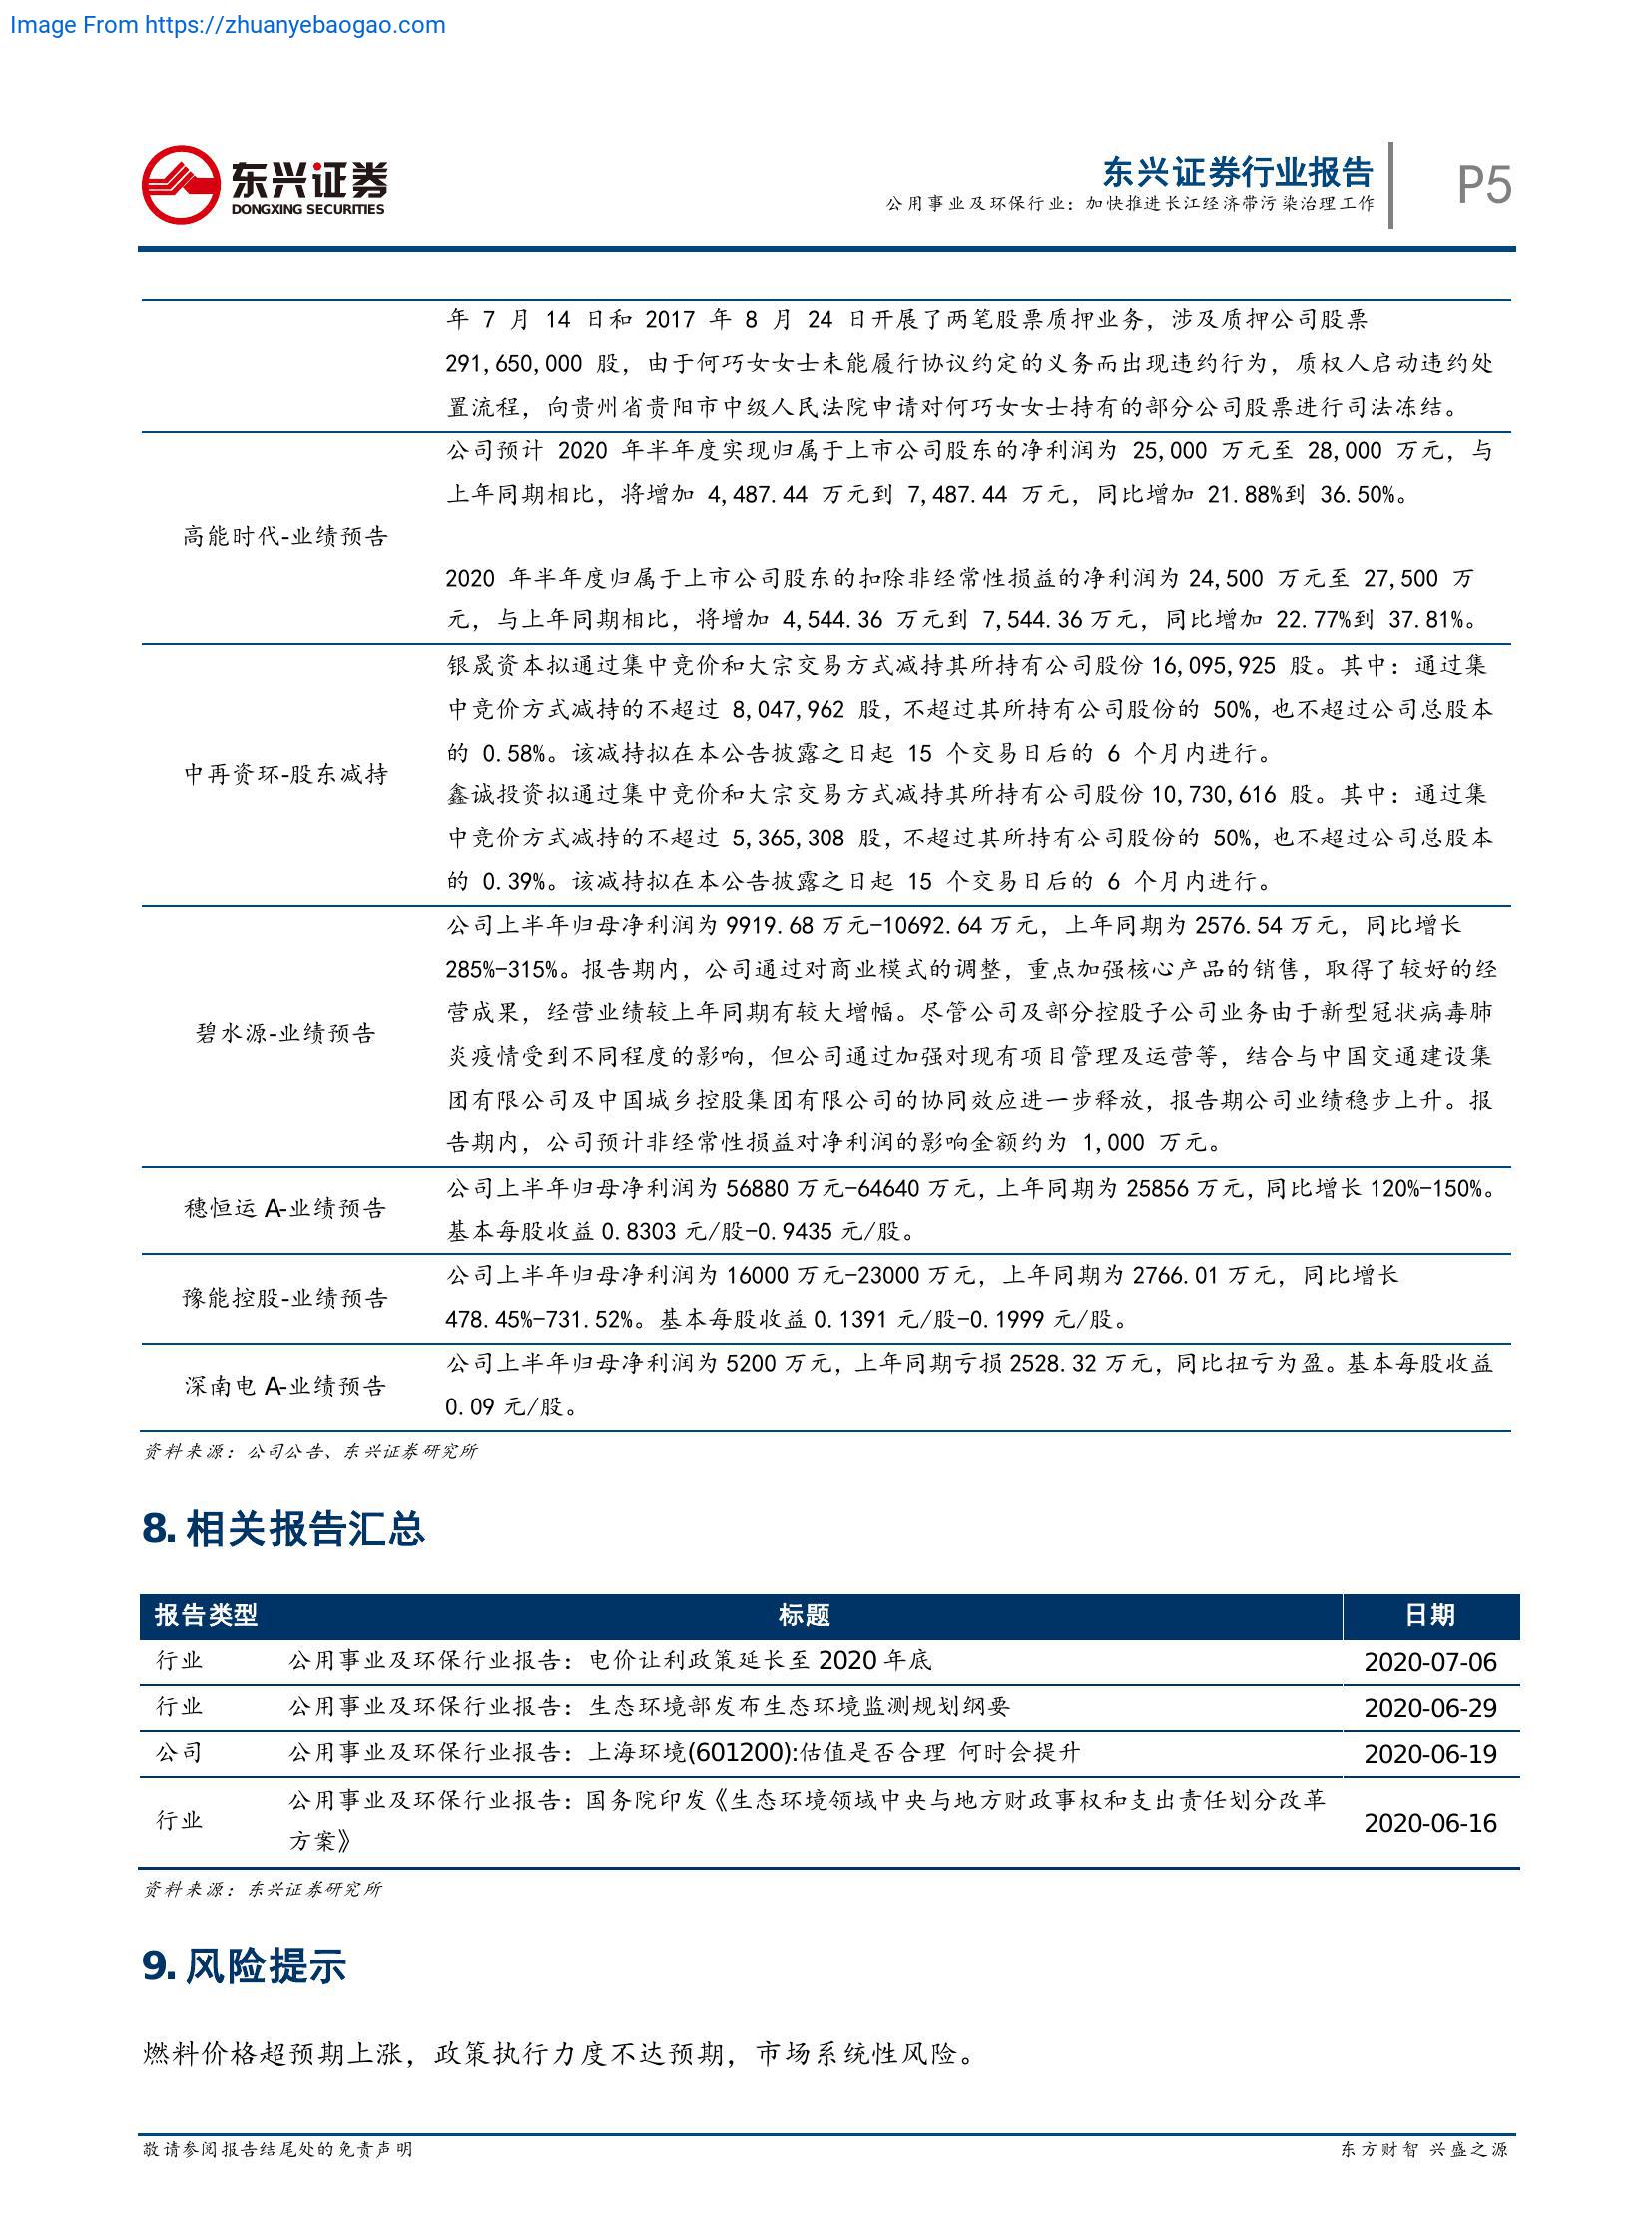 Image From https://zhuanyebaogao.com
东兴证券
DONGXING SECURITIES
东兴证券行业报告
公用事业及环保行业：加快推进长江经济带污染治理工作
P5
年 7 月 14 日和 2017 年 8 月 24 日开展了两笔股票质押业务，涉及质押公司股票
291,650,000 股，由于何巧女女士未能履行协议约定的义务而出现违约行为，质权人启动违约处
置流程，向贵州省贵阳市中级人民法院申请对何巧女女士持有的部分公司股票进行司法冻结。
高能时代-业绩预告
公司预计 2020 年半年度实现归属于上市公司股东的净利润为 25,000 万元至 28,000 万元，与
上年同期相比，将增加 4,487.44 万元到 7,487.44 万元，同比增加 21.88%到 36.50%。
2020 年半年度归属于上市公司股东的扣除非经常性损益的净利润为 24,500 万元至 27,500 万
元，与上年同期相比，将增加 4,544.36 万元到 7,544.36 万元，同比增加 22.77%到 37.81%。
中再资环-股东减持
银晟资本拟通过集中竞价和大宗交易方式减持其所持有公司股份 16,095,925 股。其中：通过集
中竞价方式减持的不超过 8,047,962 股，不超过其所持有公司股份的 50%，也不超过公司总股本
的 0.58%。该减持拟在本公告披露之日起 15 个交易日后的 6 个月内进行。
鑫诚投资拟通过集中竞价和大宗交易方式减持其所持有公司股份 10,730,616 股。其中：通过集
中竞价方式减持的不超过 5,365,308 股，不超过其所持有公司股份的 50%，也不超过公司总股本
的 0.39%。该减持拟在本公告披露之日起 15 个交易日后的 6 个月内进行。
碧水源-业绩预告
公司上半年归母净利润为 9919.68 万元-10692.64 万元，上年同期为 2576.54 万元，同比增长
285%-315%。报告期内，公司通过对商业模式的调整，重点加强核心产品的销售，取得了较好的经
营成果，经营业绩较上年同期有较大增幅。尽管公司及部分控股子公司业务由于新型冠状病毒肺
炎疫情受到不同程度的影响，但公司通过加强对现有项目管理及运营等，结合与中国交通建设集
团有限公司及中国城乡控股集团有限公司的协同效应进一步释放，报告期公司业绩稳步上升。报
告期内，公司预计非经常性损益对净利润的影响金额约为 1,000 万元。
穗恒运 A-业绩预告
公司上半年归母净利润为 56880 万元-64640 万元，上年同期为 25856 万元，同比增长 120%-150%。
基本每股收益 0.8303 元/股-0.9435 元/股。
豫能控股-业绩预告
公司上半年归母净利润为 16000 万元-23000 万元，上年同期为 2766.01 万元，同比增长
478.45%-731.52%。基本每股收益 0.1391 元/股-0.1999 元/股。
深南电 A-业绩预告
公司上半年归母净利润为 5200 万元，上年同期亏损 2528.32 万元，同比扭亏为盈。基本每股收益
0.09 元/股。
资料来源：公司公告、东兴证券研究所
8. 相关报告汇总
报告类型 标题 日期
行业 公用事业及环保行业报告：电价让利政策延长至 2020 年底 2020-07-06
行业 公用事业及环保行业报告：生态环境部发布生态环境监测规划纲要 2020-06-29
公司 公用事业及环保行业报告：上海环境(601200):估值是否合理 何时会提升 2020-06-19
行业 公用事业及环保行业报告：国务院印发《生态环境领域中央与地方财政事权和支出责任划分改革
方案》 2020-06-16
资料来源：东兴证券研究所
9. 风险提示
燃料价格超预期上涨，政策执行力度不达预期，市场系统性风险。
敬请参阅报告结尾处的免责声明
东方财智 兴盛之源